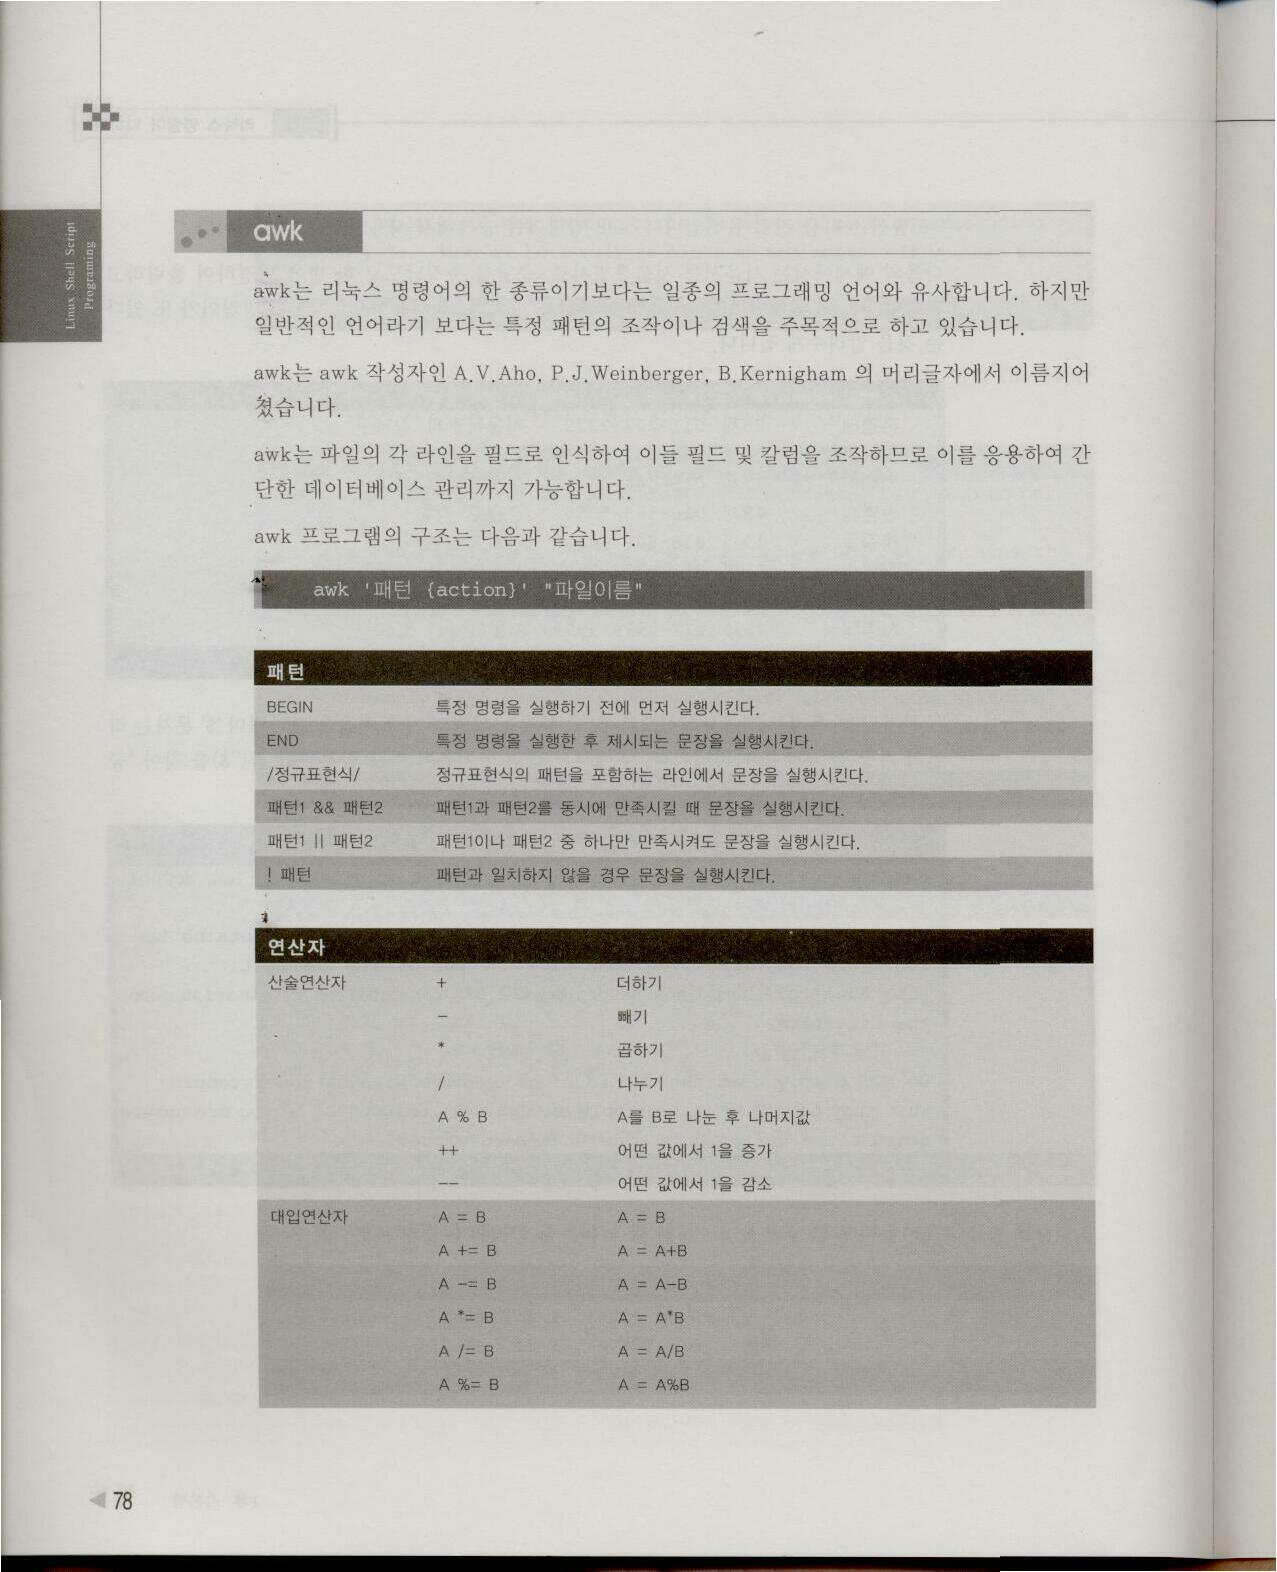 Linux Shell Script
Programing
awk
awk는 리눅스 명령어의 한 종류이기보다는 일종의 프로그래밍 언어와 유사합니다. 하지만
일반적인 언어라기 보다는 특정 패턴의 조작이나 검색을 주목적으로 하고 있습니다.
awk는 awk 작성자인 A.V.Aho, P.J.Weinberger, B.Kernigham 의 머리글자에서 이름지어
졌습니다.
awk는 파일의 각 라인을 필드로 인식하여 이들 필드 및 칼럼을 조작하므로 이를 응용하여 간
단한 데이터베이스 관리까지 가능합니다.
awk 프로그램의 구조는 다음과 같습니다.
awk '패턴 {action}' "파일이름"
패턴
BEGIN 특정 명령을 실행하기 전에 먼저 실행시킨다.
END 특정 명령을 실행한 후 제시되는 문장을 실행시킨다.
/정규표현식/ 정규표현식의 패턴을 포함하는 라인에서 문장을 실행시킨다.
패턴1 && 패턴2 패턴1과 패턴2를 동시에 만족시킬 때 문장을 실행시킨다.
패턴1 || 패턴2 패턴1이나 패턴2 중 하나만 만족시켜도 문장을 실행시킨다.
! 패턴 패턴과 일치하지 않을 경우 문장을 실행시킨다.
연산자
산술연산자 + 더하기
- 빼기
* 곱하기
/ 나누기
A % B A를 B로 나눈 후 나머지값
++ 어떤 값에서 1을 증가
-- 어떤 값에서 1을 감소
대입연산자 A = B A = B
A += B A = A+B
A -= B A = A-B
A *= B A = A*B
A /= B A = A/B
A %= B A = A%B
78